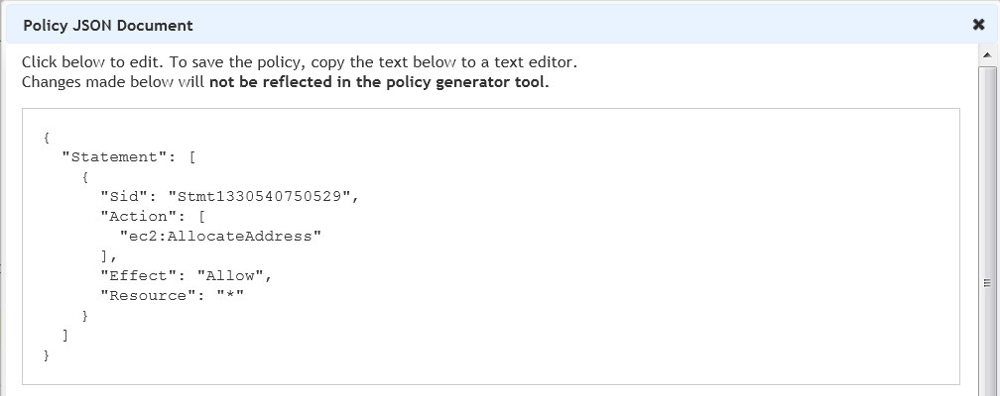 Policy JSON Document
Click below to edit. To save the policy, copy the text below to a text editor.
Changes made below will not be reflected in the policy generator tool.
{
  "Statement": [
    {
      "Sid": "Stmt1330540750529",
      "Action": [
        "ec2:AllocateAddress"
      ],
      "Effect": "Allow",
      "Resource": "*"
    }
  ]
}